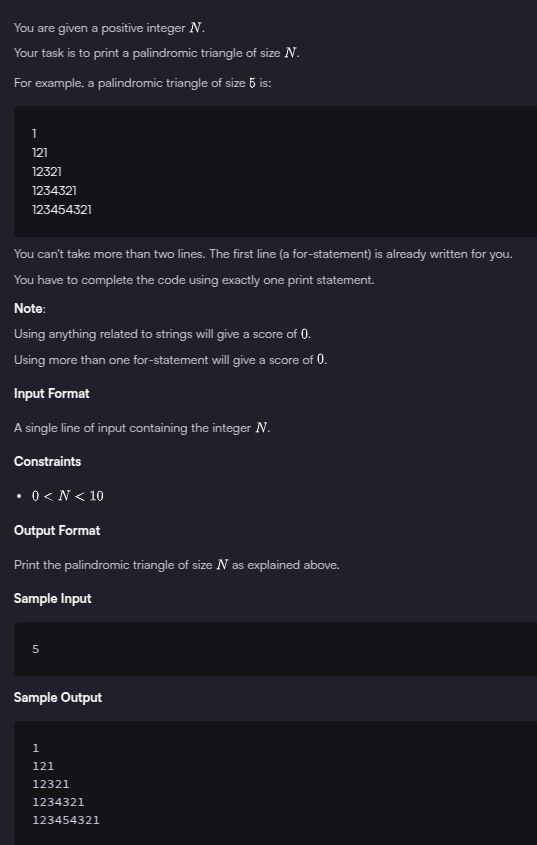 You are given a positive integer N.
Your task is to print a palindromic triangle of size N.
For example, a palindromic triangle of size 5 is:
1
121
12321
1234321
123454321
You can't take more than two lines. The first line (a for-statement) is already written for you.
You have to complete the code using exactly one print statement.
Note:
Using anything related to strings will give a score of 0.
Using more than one for-statement will give a score of 0.
Input Format
A single line of input containing the integer N.
Constraints
• 0 < N < 10
Output Format
Print the palindromic triangle of size N as explained above.
Sample Input
5
Sample Output
1
121
12321
1234321
123454321